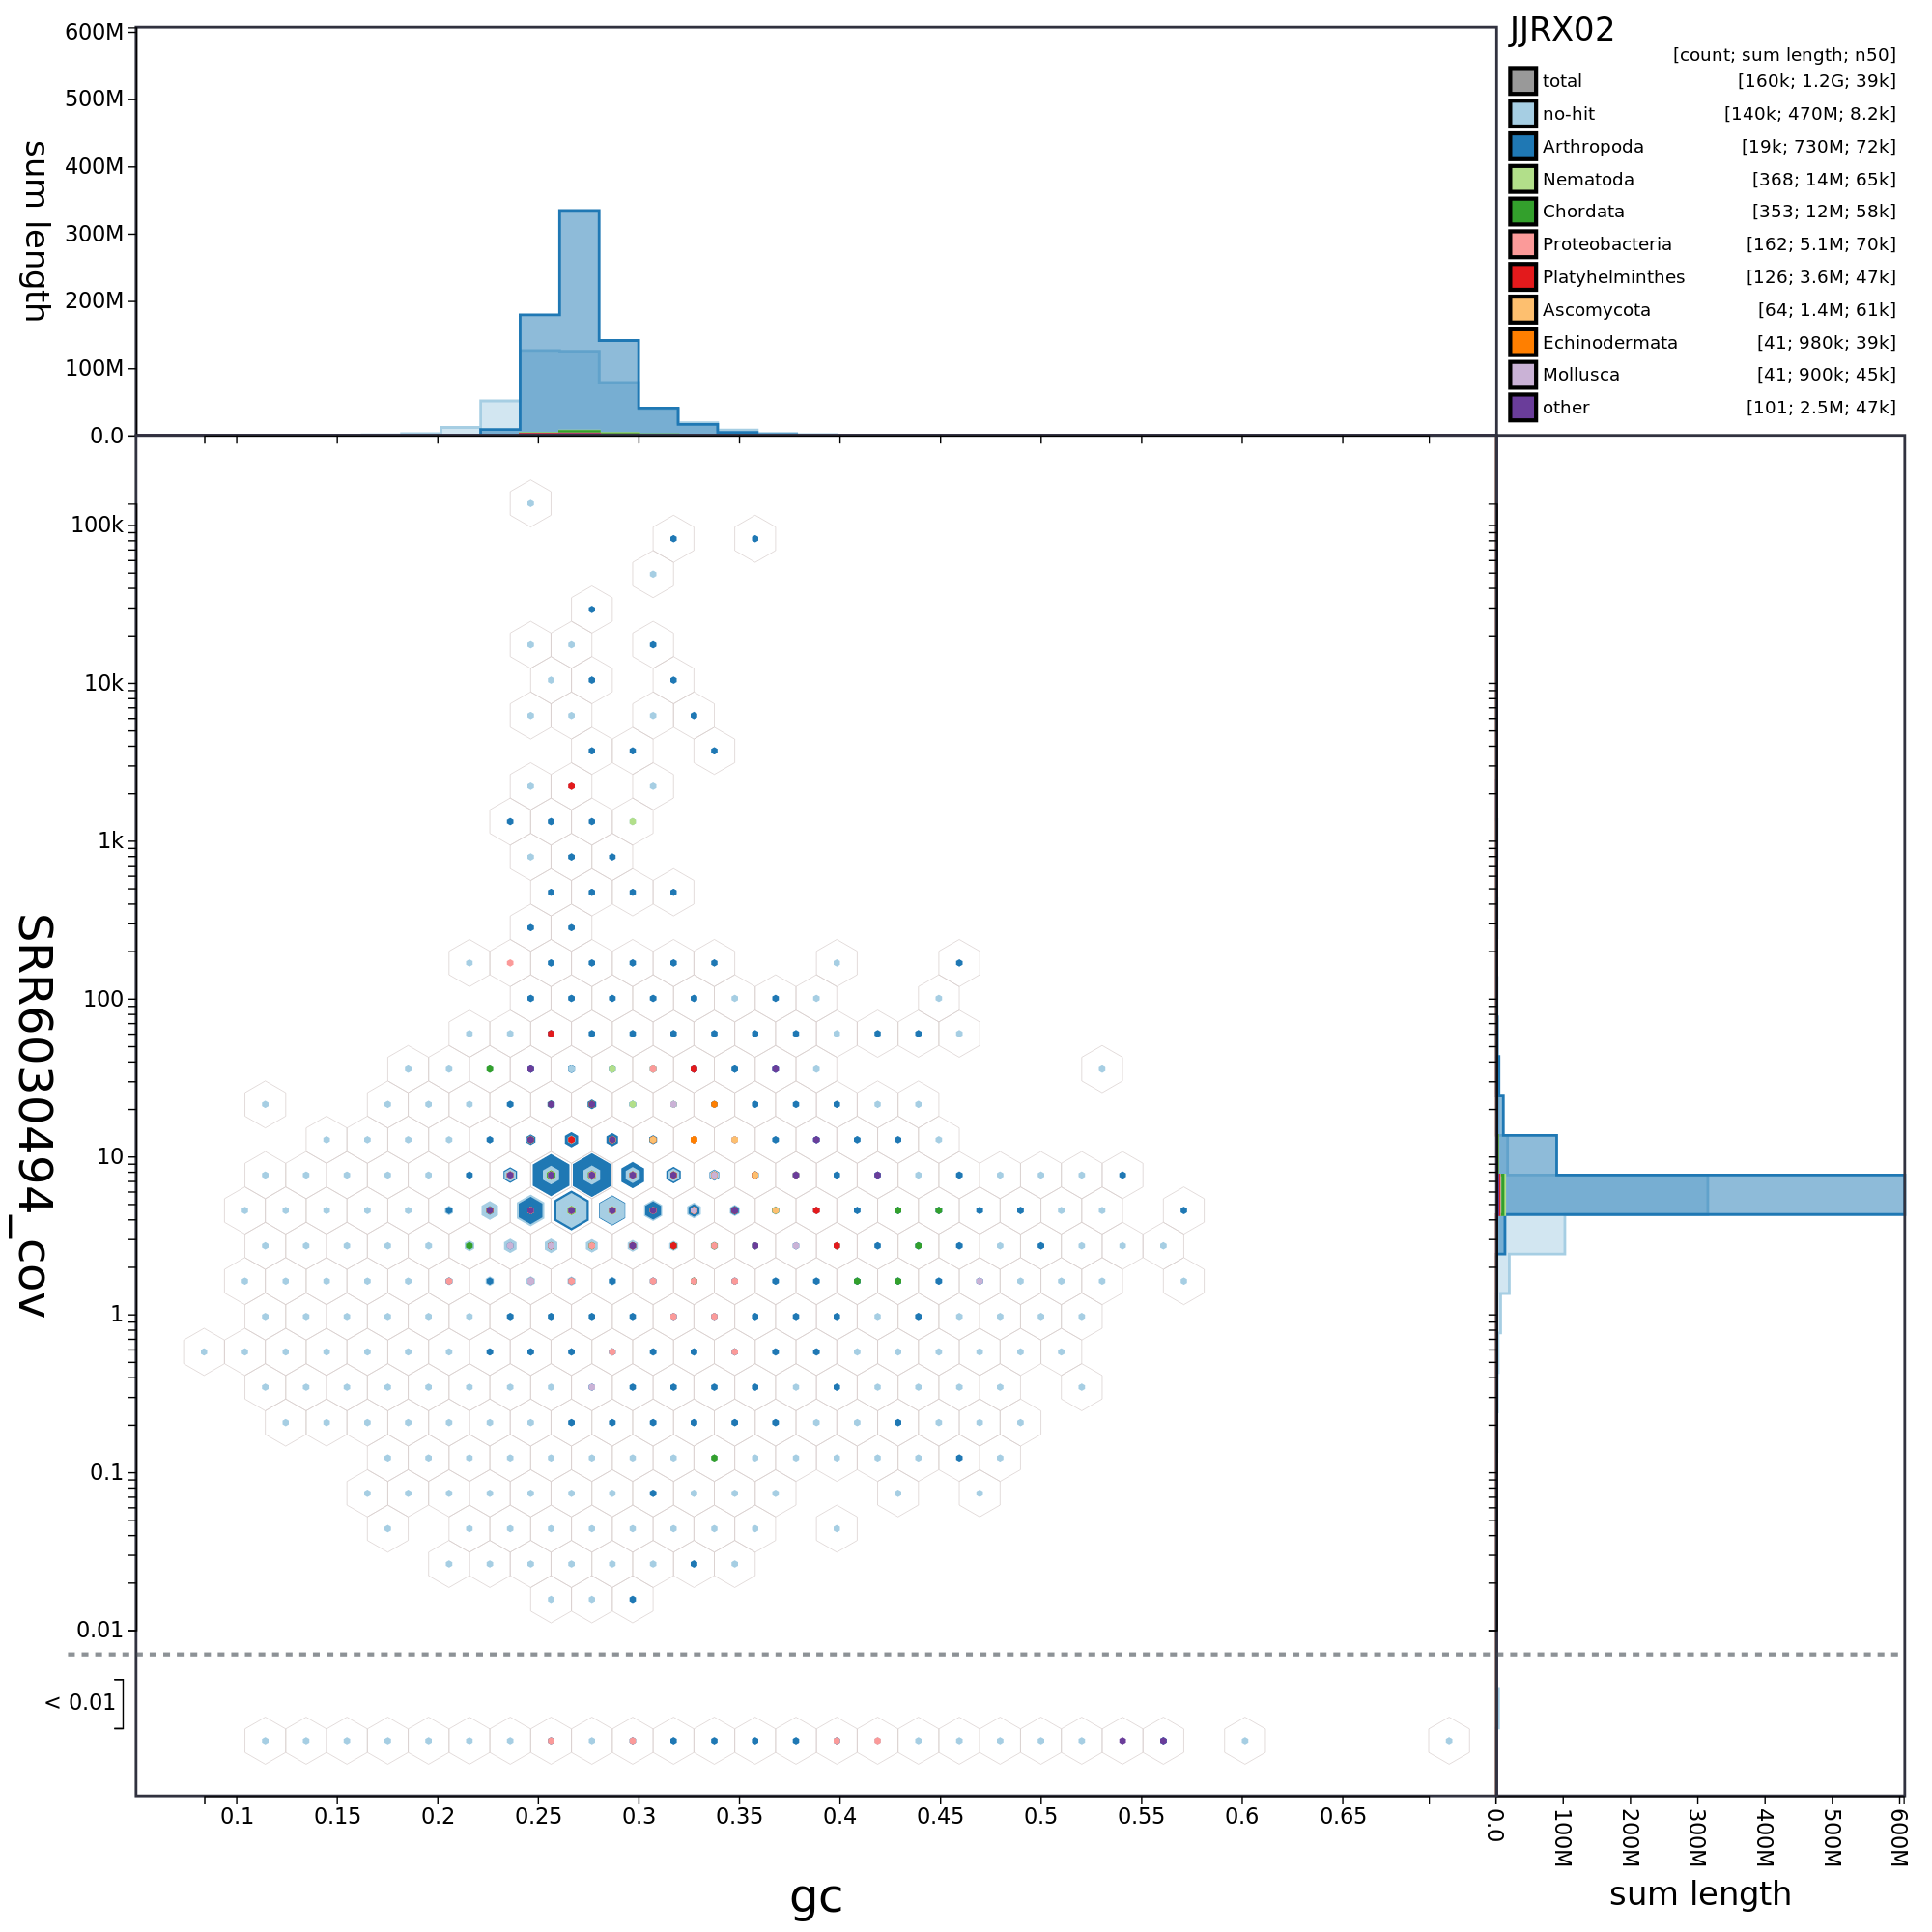 JJRX02
[count; sum length; n50]
total [160k; 1.2G; 39k]
no-hit [140k; 470M; 8.2k]
Arthropoda [19k; 730M; 72k]
Nematoda [368; 14M; 65k]
Chordata [353; 12M; 58k]
Proteobacteria [162; 5.1M; 70k]
Platyhelminthes [126; 3.6M; 47k]
Ascomycota [64; 1.4M; 61k]
Echinodermata [41; 980k; 39k]
Mollusca [41; 900k; 45k]
other [101; 2.5M; 47k]
sum length
600M
500M
400M
300M
200M
100M
0.0
SRR6030494_cov
100k
10k
1k
100
10
1
0.1
0.01
< 0.01
0.1 0.15 0.2 0.25 0.3 0.35 0.4 0.45 0.5 0.55 0.6 0.65
gc
0.0 100M 200M 300M 400M 500M 600M
sum length